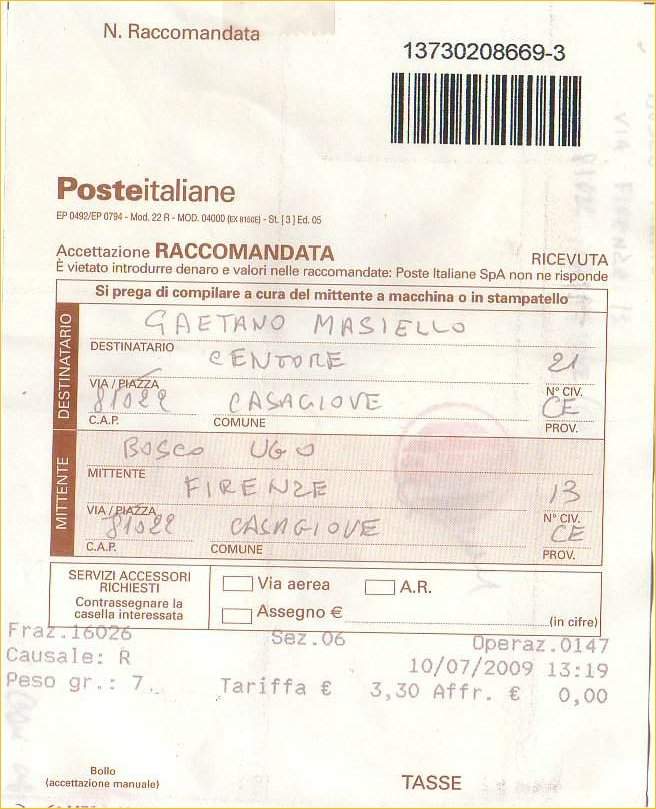 N. Raccomandata
13730208669-3
Posteitaliane
EP 0492/EP 0794 - Mod. 22 R - MOD. 04000 (EX 8160E) - St. [3] Ed. 05
Accettazione RACCOMANDATA RICEVUTA
È vietato introdurre denaro e valori nelle raccomandate: Poste Italiane SpA non ne risponde
Si prega di compilare a cura del mittente a macchina o in stampatello
DESTINATARIO
GAETANO MASIELLO
DESTINATARIO
CENTORE 21
VIA / PIAZZA N° CIV.
81022 CASAGIOVE CE
C.A.P. COMUNE PROV.
MITTENTE
BOSCO UGO
MITTENTE
FIRENZE 13
VIA / PIAZZA N° CIV.
81022 CASAGIOVE CE
C.A.P. COMUNE PROV.
SERVIZI ACCESSORI
RICHIESTI
Contrassegnare la
casella interessata
Via aerea A.R.
Assegno € (in cifre)
Fraz.16026 Sez.06 Operaz.0147
Causale: R 10/07/2009 13:19
Peso gr.: 7 Tariffa € 3,30 Affr. € 0,00
Bollo
(accettazione manuale)
TASSE